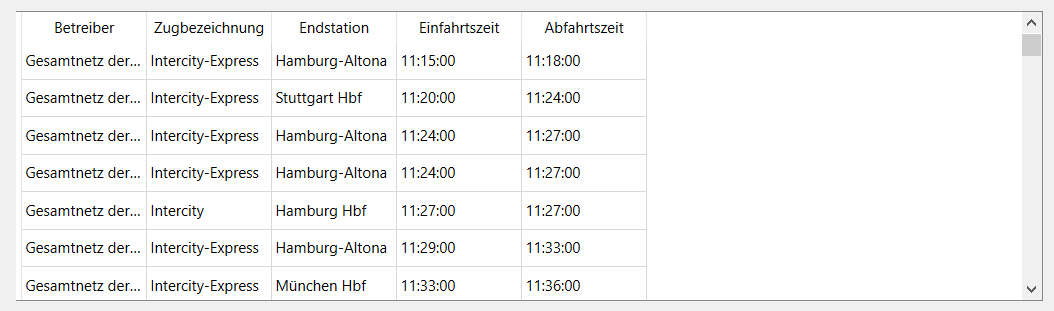 Betreiber Zugbezeichnung Endstation Einfahrtszeit Abfahrtszeit
Gesamtnetz der... Intercity-Express Hamburg-Altona 11:15:00 11:18:00
Gesamtnetz der... Intercity-Express Stuttgart Hbf 11:20:00 11:24:00
Gesamtnetz der... Intercity-Express Hamburg-Altona 11:24:00 11:27:00
Gesamtnetz der... Intercity-Express Hamburg-Altona 11:24:00 11:27:00
Gesamtnetz der... Intercity Hamburg Hbf 11:27:00 11:27:00
Gesamtnetz der... Intercity-Express Hamburg-Altona 11:29:00 11:33:00
Gesamtnetz der... Intercity-Express München Hbf 11:33:00 11:36:00